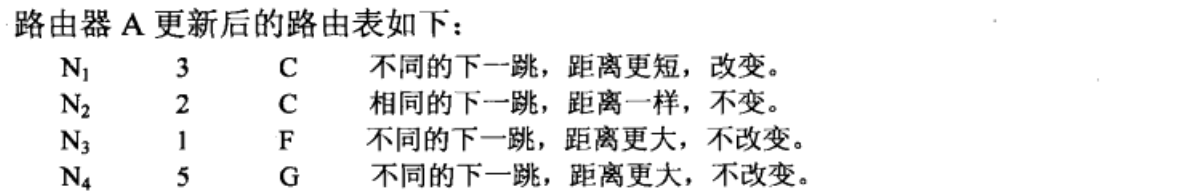 路由器 A 更新后的路由表如下：
N₁ 3 C 不同的下一跳，距离更短，改变。
N₂ 2 C 相同的下一跳，距离一样，不变。
N₃ 1 F 不同的下一跳，距离更大，不改变。
N₄ 5 G 不同的下一跳，距离更大，不改变。